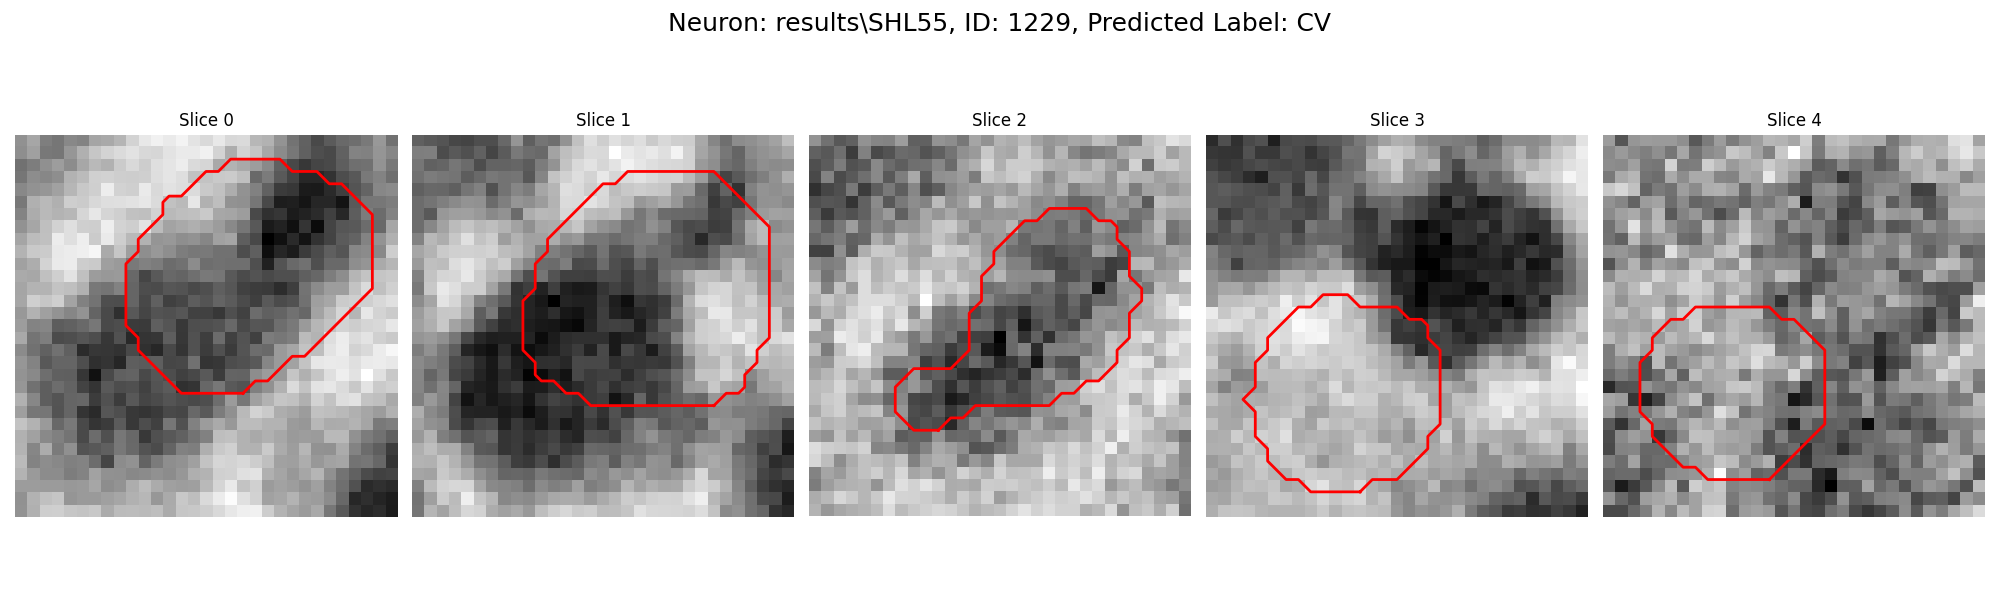 Neuron: results\SHL55, ID: 1229, Predicted Label: CV
Slice 0
Slice 1
Slice 2
Slice 3
Slice 4